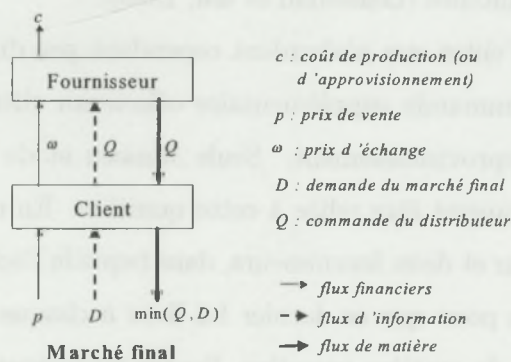 c
Fournisseur
ω Q Q
Client
p D min(Q,D)
Marché final
c : coût de production (ou
d'approvisionnement)
p : prix de vente
ω : prix d'échange
D : demande du marché final
Q : commande du distributeur
flux financiers
flux d'information
flux de matière